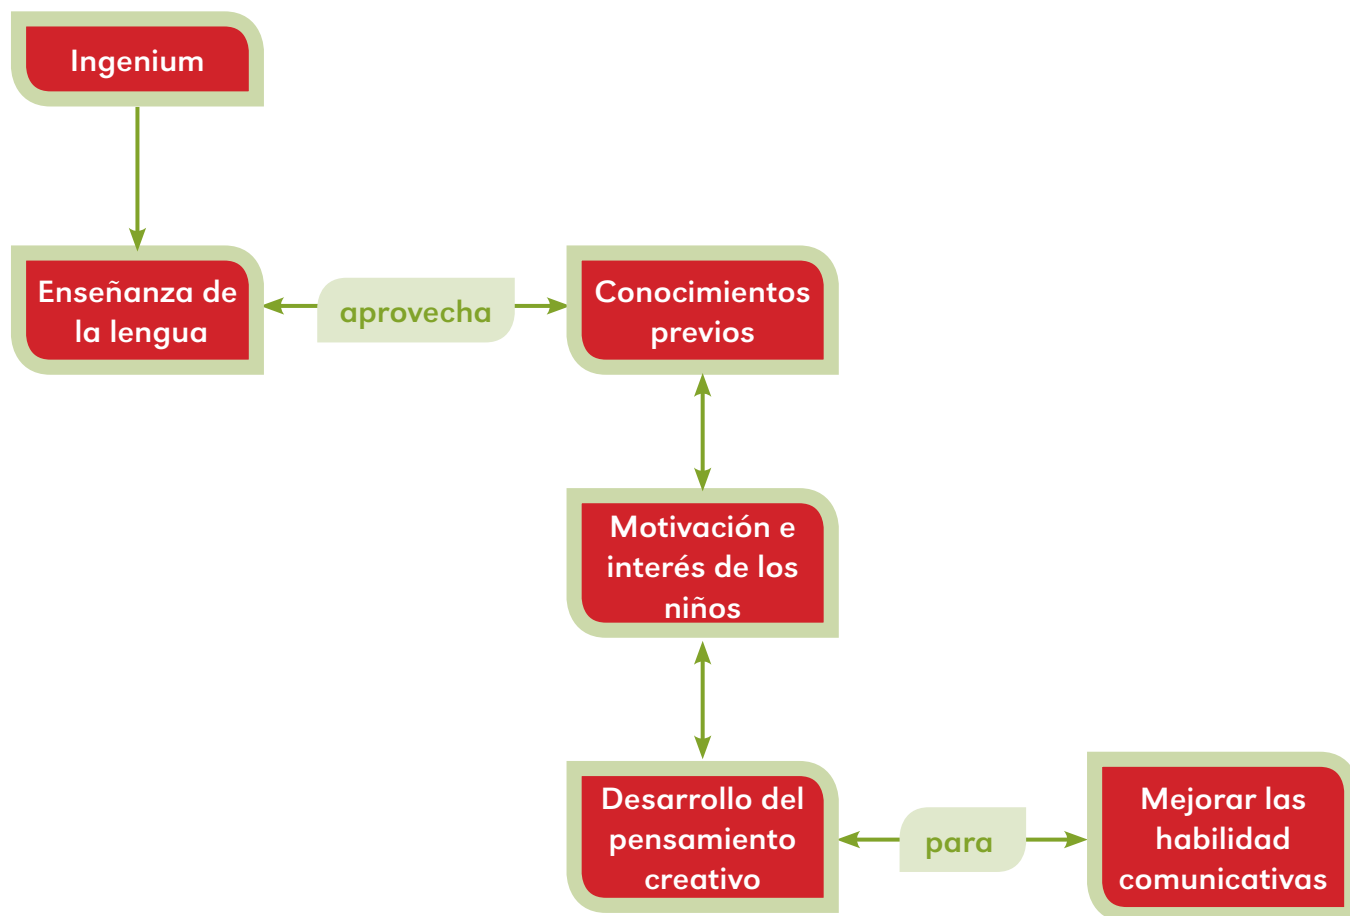 Ingenium
Enseñanza de
la lengua
aprovecha
Conocimientos
previos
Motivación e
interés de los
niños
Desarrollo del
pensamiento
creativo
para
Mejorar las
habilidad
comunicativas